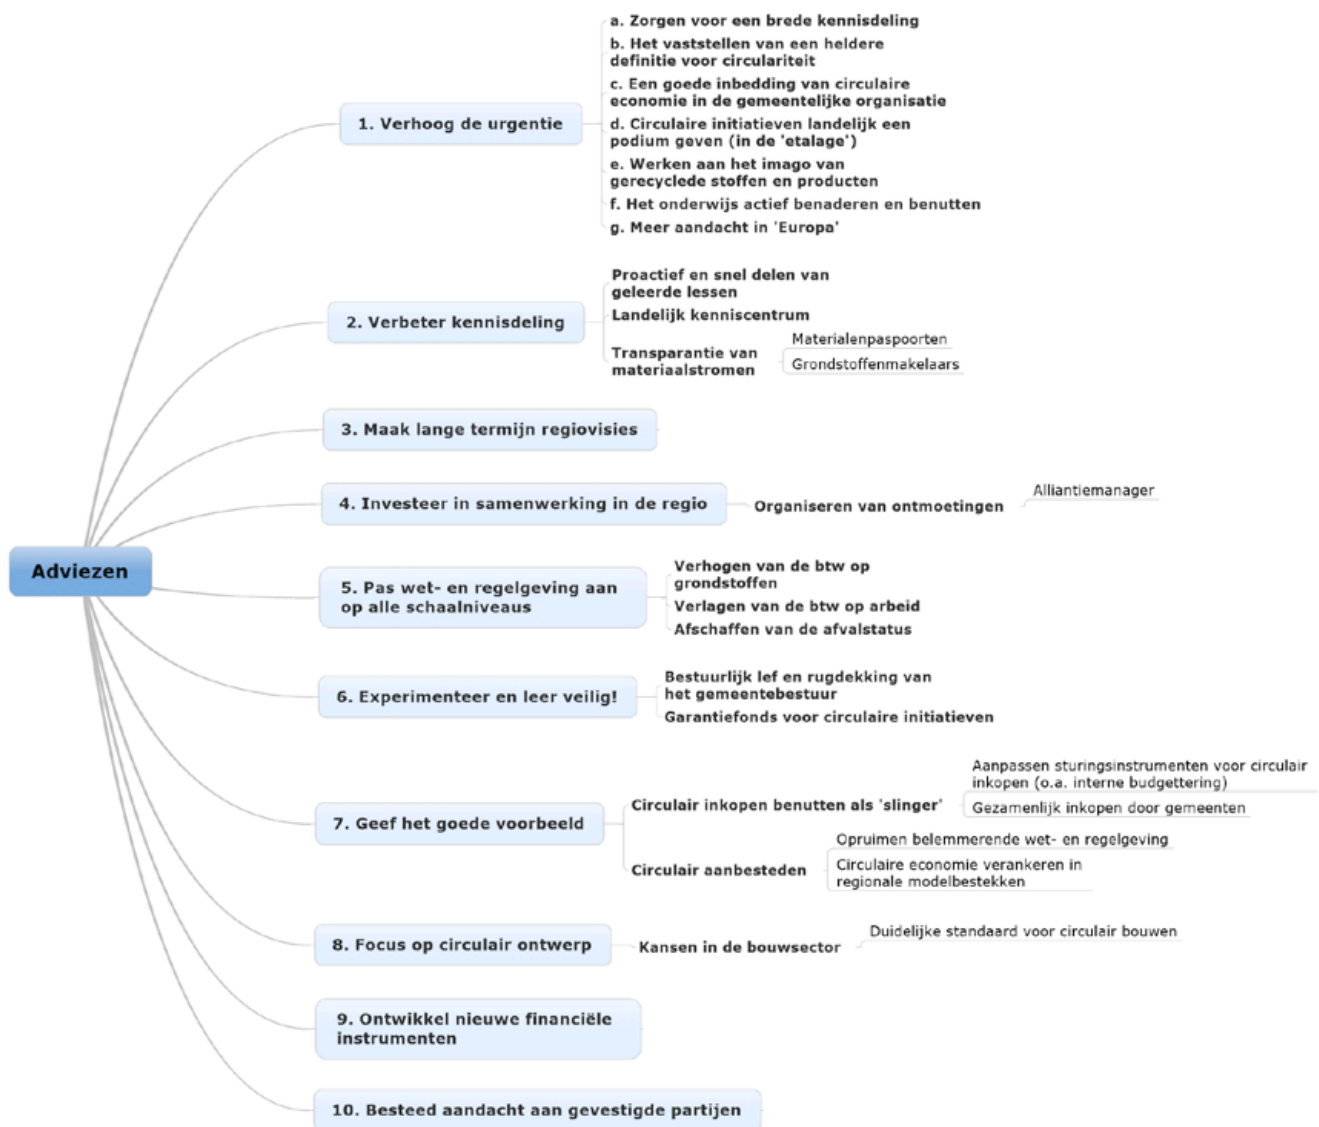 Adviezen
1. Verhoog de urgentie
a. Zorgen voor een brede kennisdeling
b. Het vaststellen van een heldere
definitie voor circulariteit
c. Een goede inbedding van circulaire
economie in de gemeentelijke organisatie
d. Circulaire initiatieven landelijk een
podium geven (in de 'etalage')
e. Werken aan het imago van
gerecyclede stoffen en producten
f. Het onderwijs actief benaderen en benutten
g. Meer aandacht in 'Europa'
2. Verbeter kennisdeling
Proactief en snel delen van
geleerde lessen
Landelijk kenniscentrum
Transparantie van
materiaalstromen
Materialenpaspoorten
Grondstoffenmakelaars
3. Maak lange termijn regiovisies
4. Investeer in samenwerking in de regio
Organiseren van ontmoetingen
Alliantiemanager
5. Pas wet- en regelgeving aan
op alle schaalniveaus
Verhogen van de btw op
grondstoffen
Verlagen van de btw op arbeid
Afschaffen van de afvalstatus
6. Experimenteer en leer veilig!
Bestuurlijk lef en rugdekking van
het gemeentebestuur
Garantiefonds voor circulaire initiatieven
7. Geef het goede voorbeeld
Circulair inkopen benutten als 'slinger'
Aanpassen sturingsinstrumenten voor circulair
inkopen (o.a. interne budgettering)
Gezamenlijk inkopen door gemeenten
Circulair aanbesteden
Opruimen belemmerende wet- en regelgeving
Circulaire economie verankeren in
regionale modelbestekken
8. Focus op circulair ontwerp
Kansen in de bouwsector
Duidelijke standaard voor circulair bouwen
9. Ontwikkel nieuwe financiële
instrumenten
10. Besteed aandacht aan gevestigde partijen